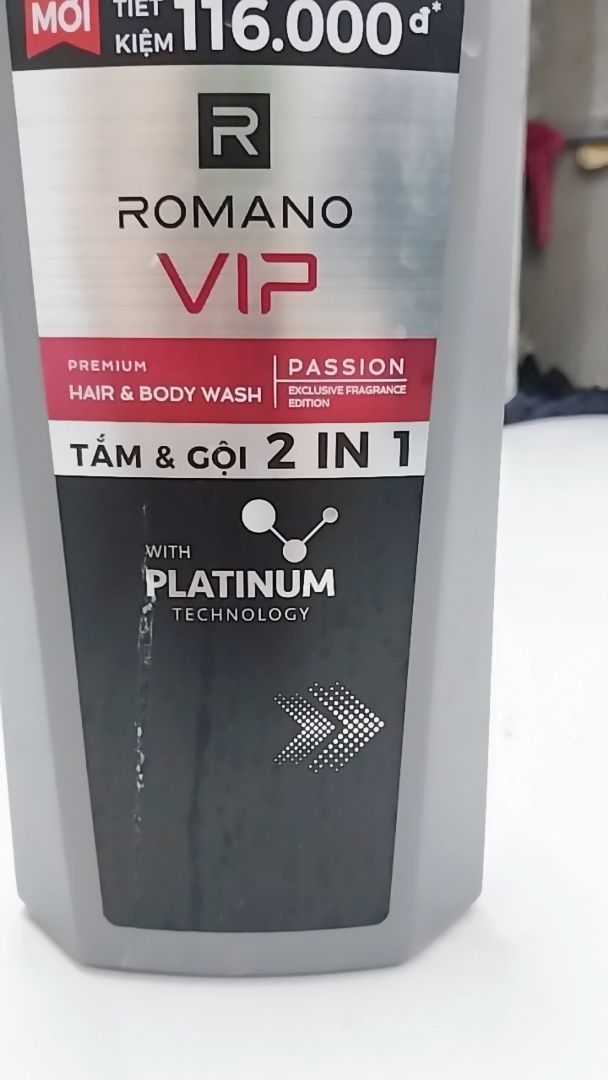 MỚI TIẾT KIỆM 116.000đ*
R
ROMANO
VIP
PREMIUM
HAIR & BODY WASH
PASSION
EXCLUSIVE FRAGRANCE
EDITION
TẮM & GỘI 2 IN 1
WITH
PLATINUM
TECHNOLOGY